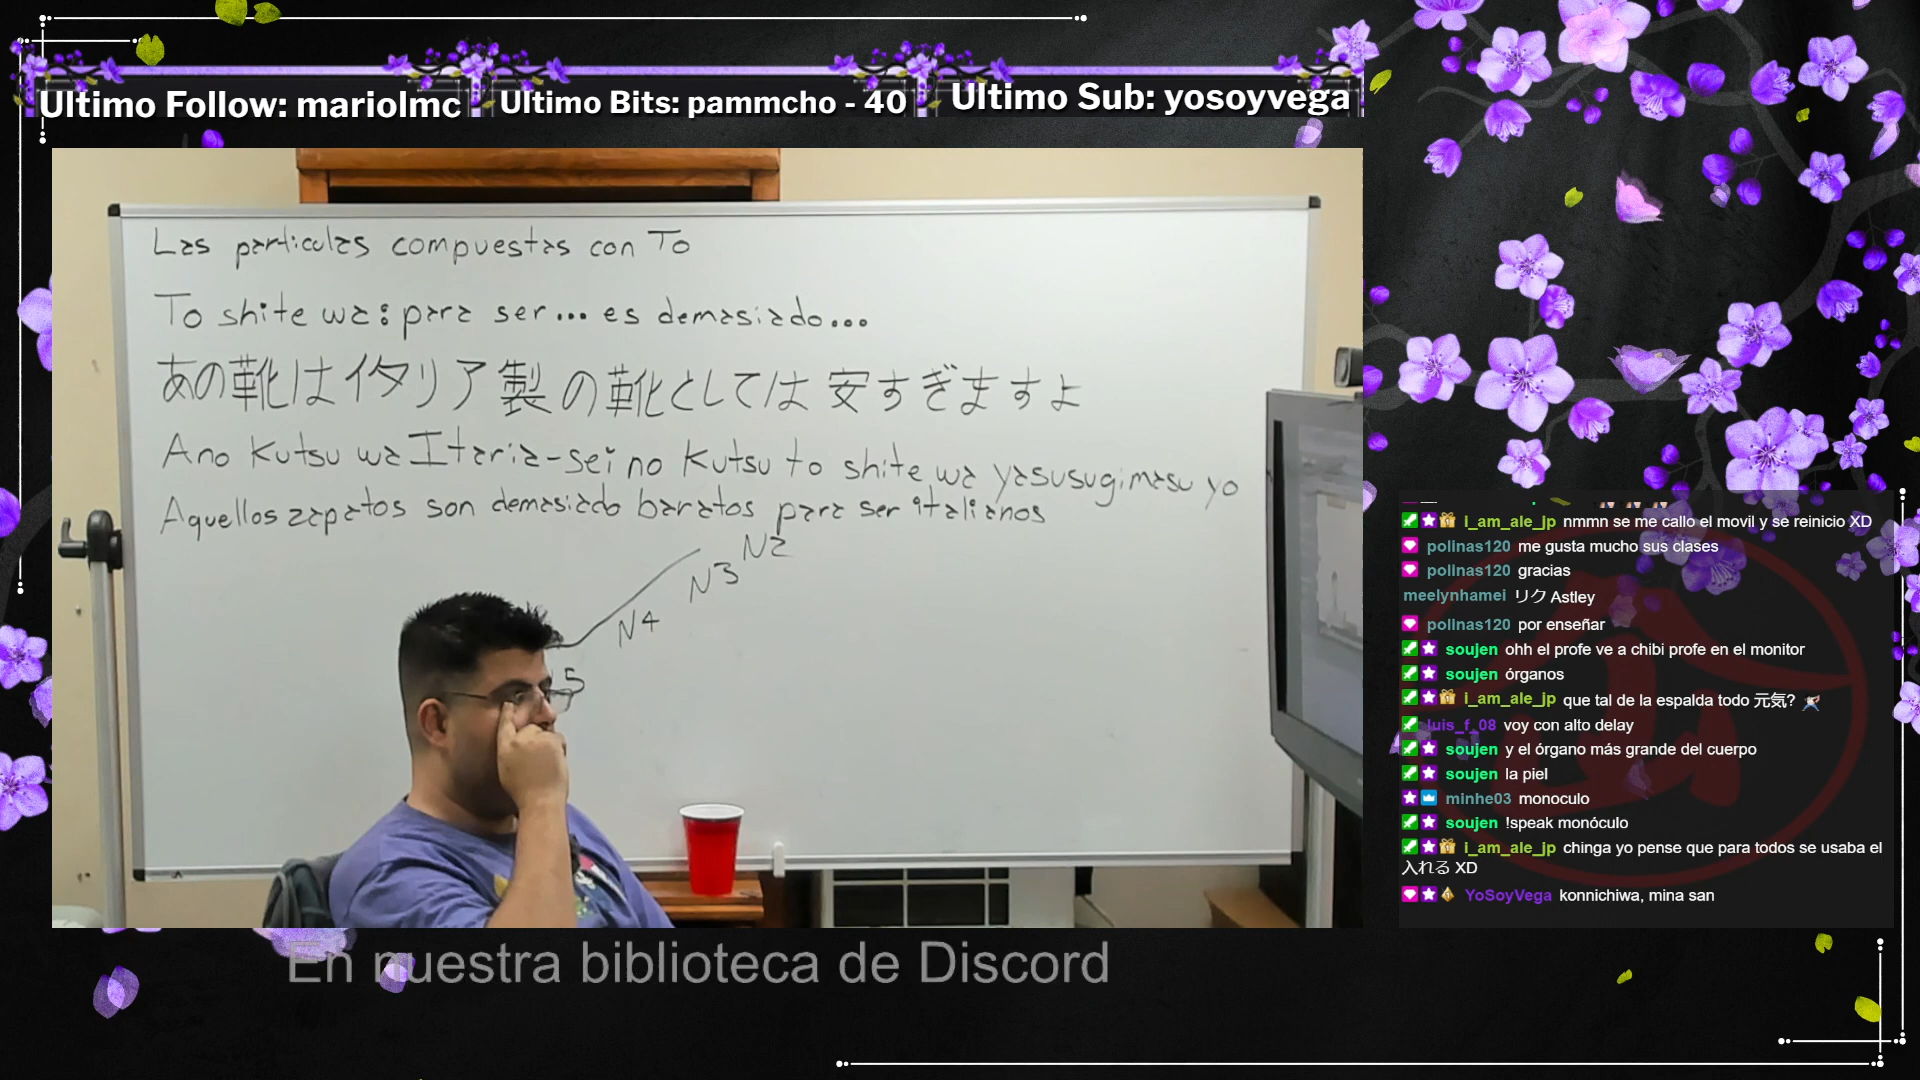 Ultimo Follow: mariolmc
Ultimo Bits: pammcho - 40
Ultimo Sub: yosoyvega
Las particulas compuestas con To
To shite wa: para ser... es demasiado...
あの靴はイタリア製の靴としては安すぎますよ
Ano Kutsu wa Itaria-sei no Kutsu to shite wa yasusugimasu yo
Aquellos zapatos son demasiado baratos para ser italianos
N2
N3
N4
5
i_am_ale_jp nmmn se me callo el movil y se reinicio XD
polinas120 me gusta mucho sus clases
polinas120 gracias
meelynhamei リク Astley
polinas120 por enseñar
soujen ohh el profe ve a chibi profe en el monitor
soujen órganos
i_am_ale_jp que tal de la espalda todo 元気?
luis_f_08 voy con alto delay
soujen y el órgano más grande del cuerpo
soujen la piel
minhe03 monoculo
soujen !speak monóculo
i_am_ale_jp chinga yo pense que para todos se usaba el
入れる XD
YoSoyVega konnichiwa, mina san
En nuestra biblioteca de Discord